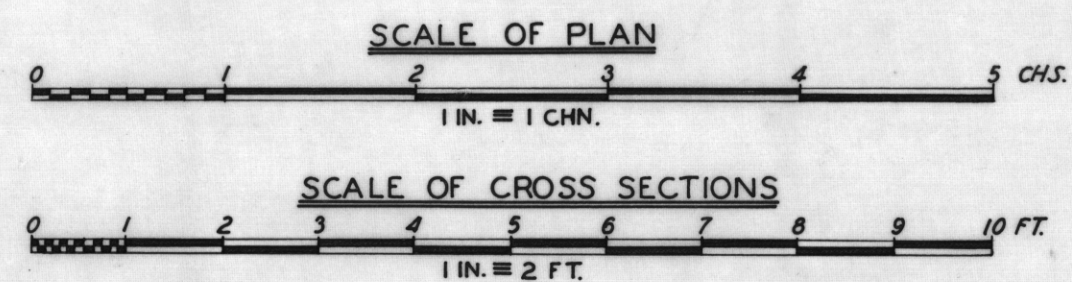 SCALE OF PLAN
0 1 2 3 4 5 CHS.
1 IN. ≡ 1 CHN.
SCALE OF CROSS SECTIONS
0 1 2 3 4 5 6 7 8 9 10 FT.
1 IN. ≡ 2 FT.